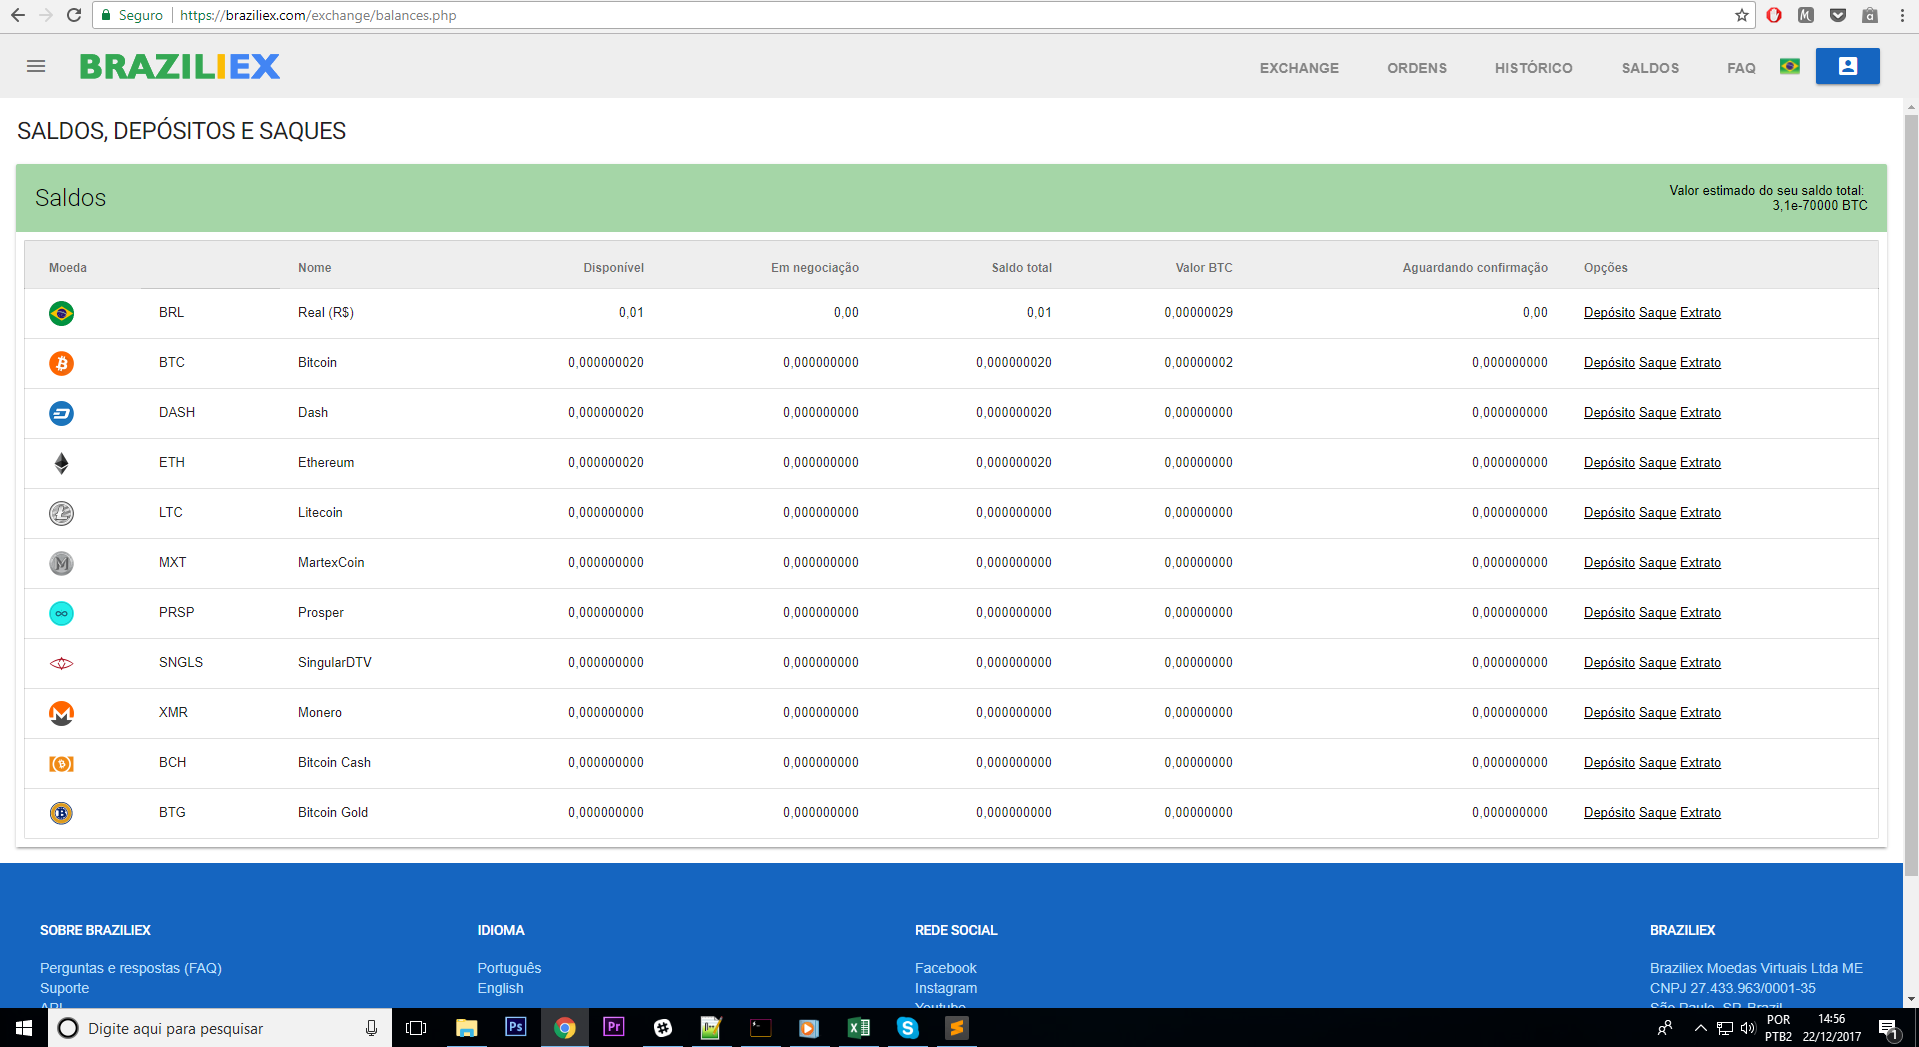 Seguro | https://braziliex.com/exchange/balances.php
BRAZILIEX
EXCHANGE ORDENS HISTÓRICO SALDOS FAQ
SALDOS, DEPÓSITOS E SAQUES
Saldos
Valor estimado do seu saldo total:
3,1e-70000 BTC
Moeda Nome Disponível Em negociação Saldo total Valor BTC Aguardando confirmação Opções
BRL Real (R$) 0,01 0,00 0,01 0,00000029 0,00 Depósito Saque Extrato
BTC Bitcoin 0,000000020 0,000000000 0,000000020 0,00000002 0,000000000 Depósito Saque Extrato
DASH Dash 0,000000020 0,000000000 0,000000020 0,00000000 0,000000000 Depósito Saque Extrato
ETH Ethereum 0,000000020 0,000000000 0,000000020 0,00000000 0,000000000 Depósito Saque Extrato
LTC Litecoin 0,000000000 0,000000000 0,000000000 0,00000000 0,000000000 Depósito Saque Extrato
MXT MartexCoin 0,000000000 0,000000000 0,000000000 0,00000000 0,000000000 Depósito Saque Extrato
PRSP Prosper 0,000000000 0,000000000 0,000000000 0,00000000 0,000000000 Depósito Saque Extrato
SNGLS SingularDTV 0,000000000 0,000000000 0,000000000 0,00000000 0,000000000 Depósito Saque Extrato
XMR Monero 0,000000000 0,000000000 0,000000000 0,00000000 0,000000000 Depósito Saque Extrato
BCH Bitcoin Cash 0,000000000 0,000000000 0,000000000 0,00000000 0,000000000 Depósito Saque Extrato
BTG Bitcoin Gold 0,000000000 0,000000000 0,000000000 0,00000000 0,000000000 Depósito Saque Extrato
SOBRE BRAZILIEX
Perguntas e respostas (FAQ)
Suporte
API
IDIOMA
Português
English
REDE SOCIAL
Facebook
Instagram
Youtube
BRAZILIEX
Braziliex Moedas Virtuais Ltda ME
CNPJ 27.433.963/0001-35
São Paulo, SP, Brazil
Digite aqui para pesquisar
Ps
Pr
POR
PTB2
14:56
22/12/2017
1